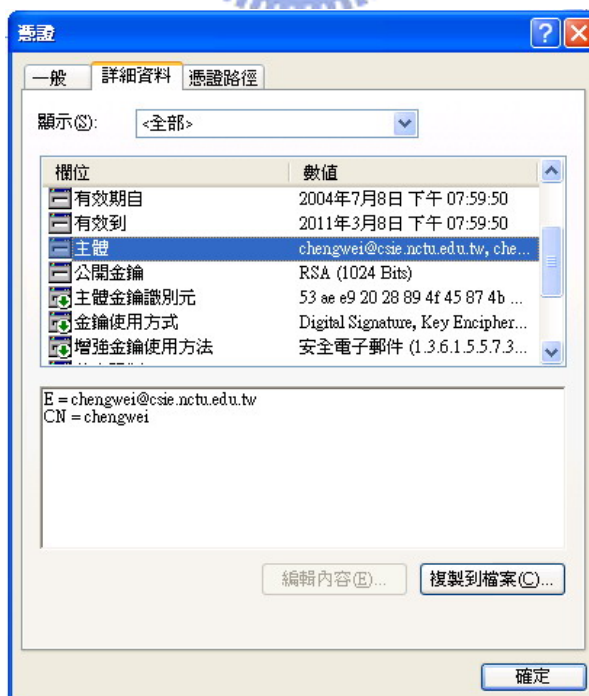 憑證
一般 詳細資料 憑證路徑
顯示(S): <全部>
欄位 數值
有效期自 2004年7月8日 下午 07:59:50
有效到 2011年3月8日 下午 07:59:50
主體 chengwei@csie.nctu.edu.tw, che...
公開金鑰 RSA (1024 Bits)
主體金鑰識別元 53 ae e9 20 28 89 4f 45 87 4b ...
金鑰使用方式 Digital Signature, Key Encipher...
增強金鑰使用方法 安全電子郵件 (1.3.6.1.5.5.7.3...
E = chengwei@csie.nctu.edu.tw
CN = chengwei
編輯內容(E)... 複製到檔案(C)...
確定